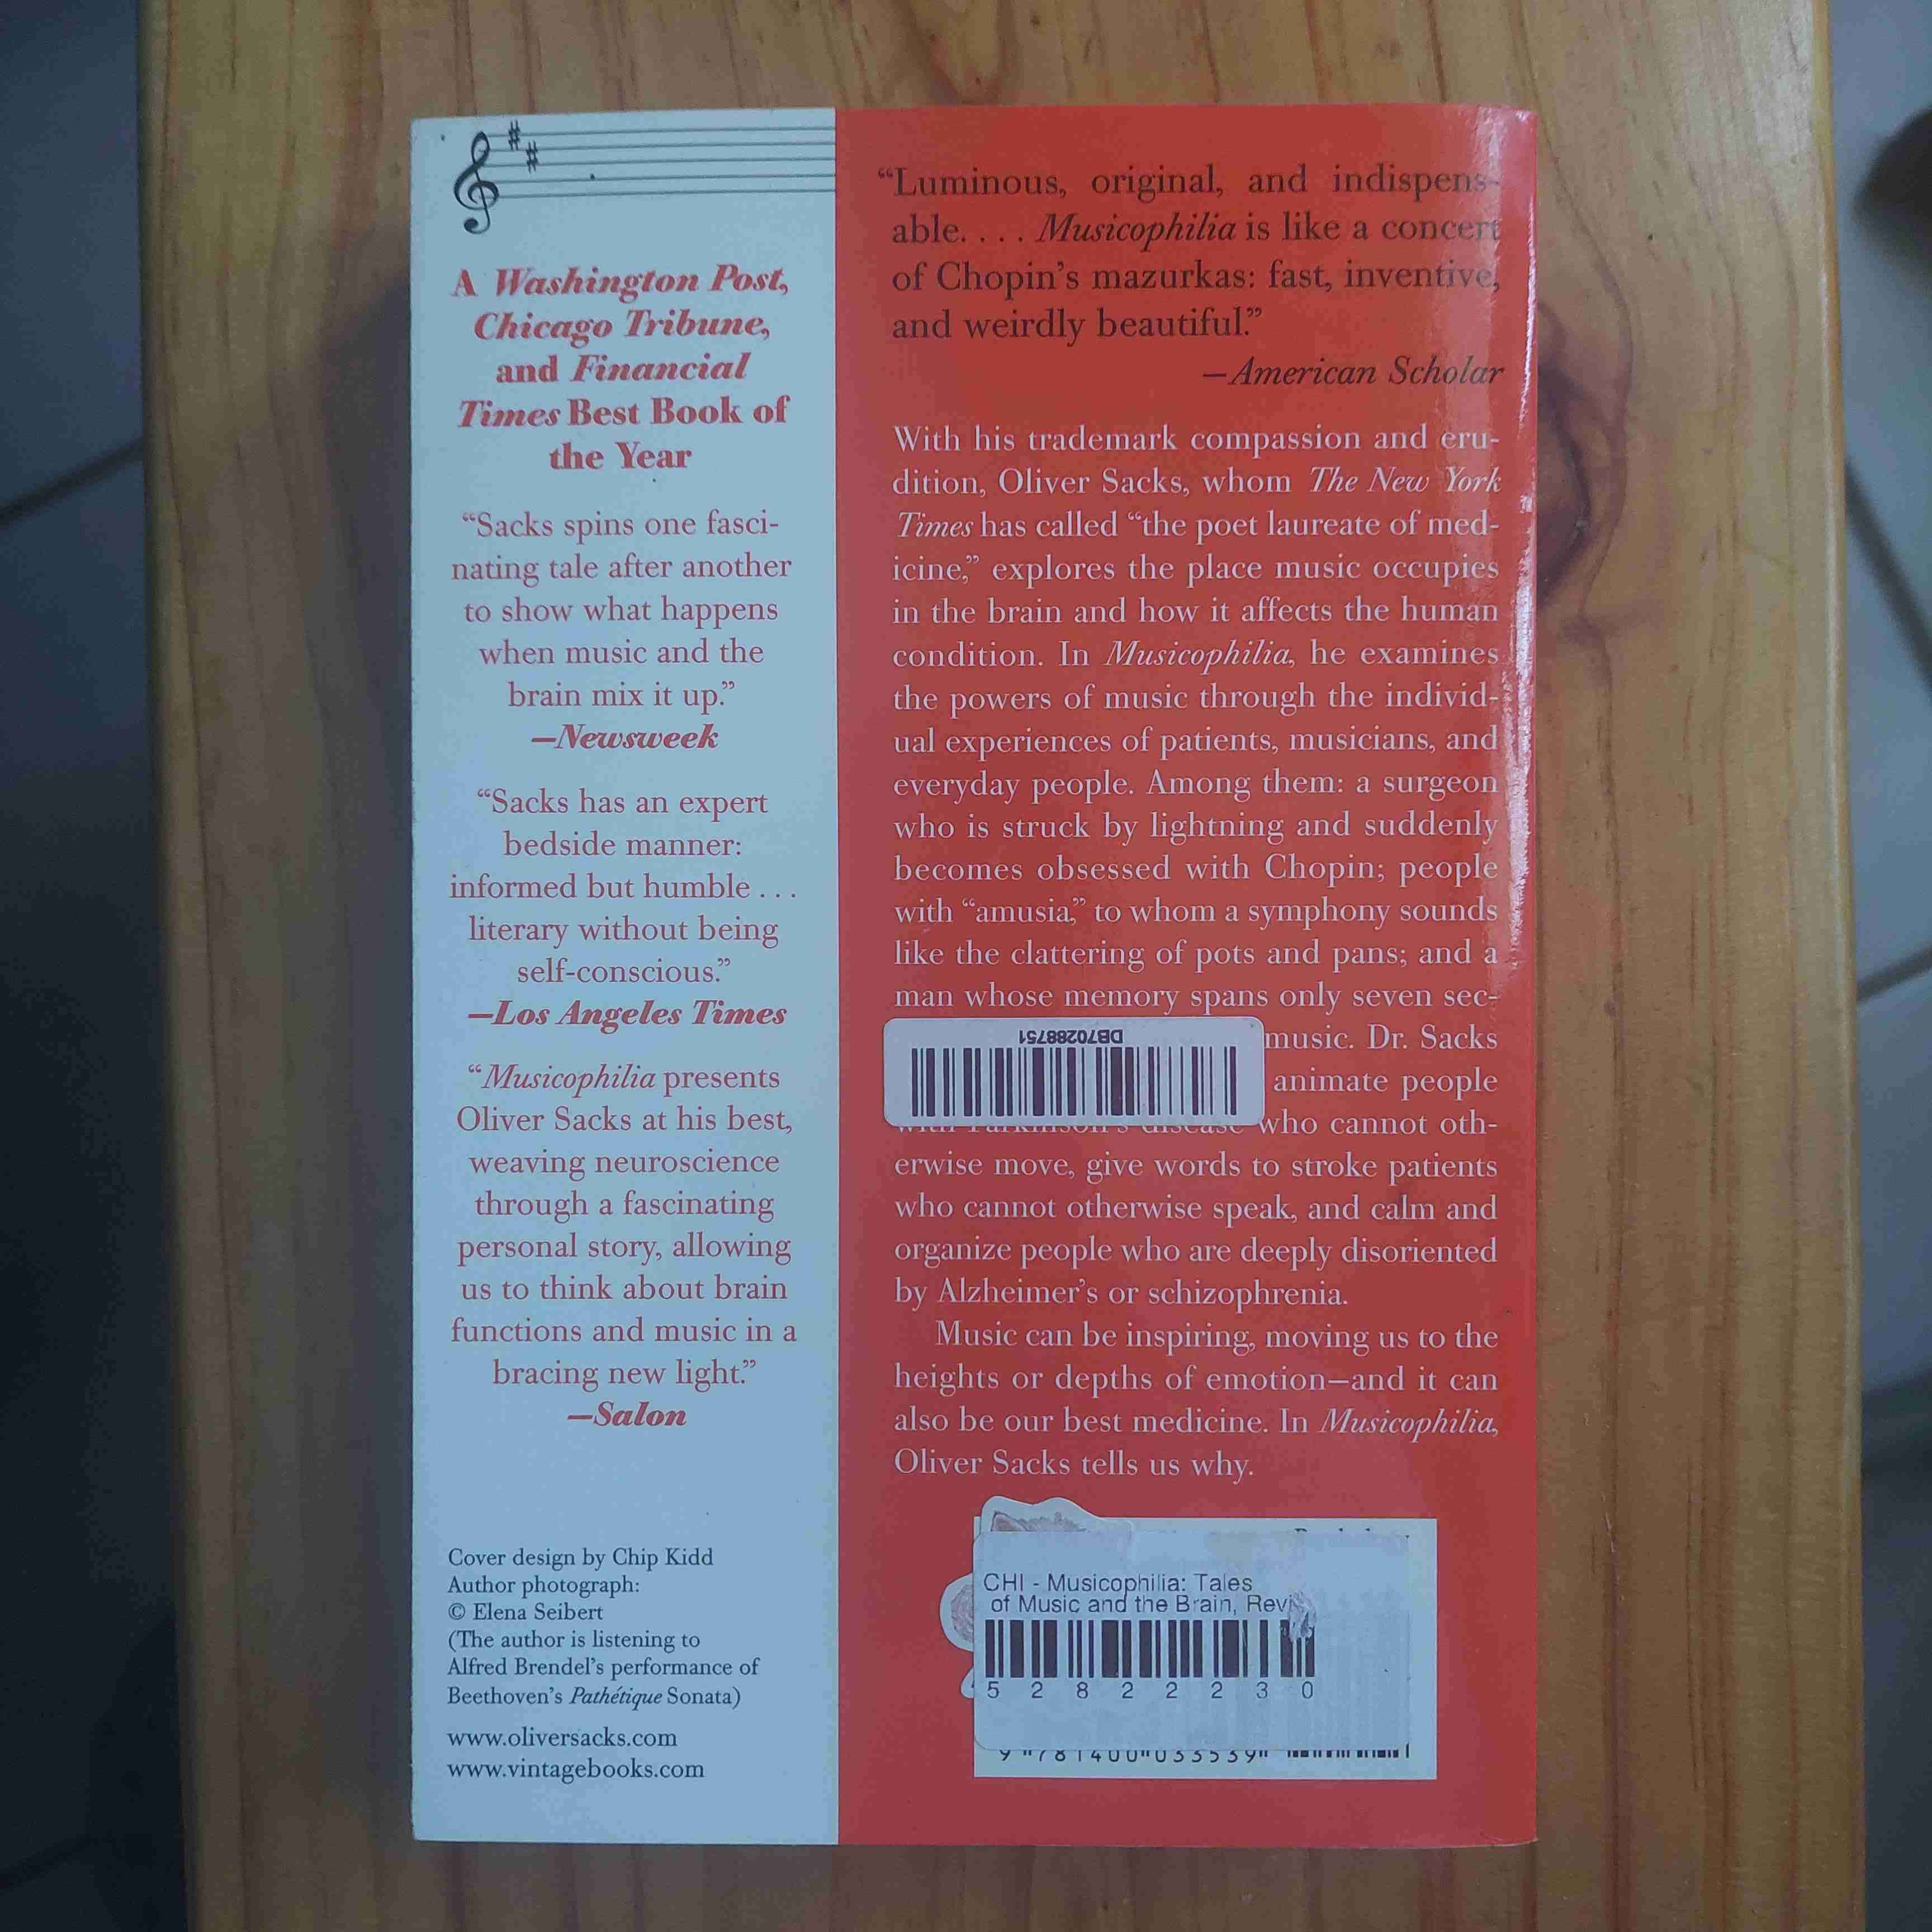 A Washington Post,
Chicago Tribune,
and Financial
Times Best Book of
the Year
“Sacks spins one fasci-
nating tale after another
to show what happens
when music and the
brain mix it up.”
—Newsweek
“Sacks has an expert
bedside manner:
informed but humble . . .
literary without being
self-conscious.”
—Los Angeles Times
“Musicophilia presents
Oliver Sacks at his best,
weaving neuroscience
through a fascinating
personal story, allowing
us to think about brain
functions and music in a
bracing new light.”
—Salon
Cover design by Chip Kidd
Author photograph:
© Elena Seibert
(The author is listening to
Alfred Brendel’s performance of
Beethoven’s Pathétique Sonata)
www.oliversacks.com
www.vintagebooks.com
“Luminous, original, and indispens-
able. . . . Musicophilia is like a concert
of Chopin’s mazurkas: fast, inventive,
and weirdly beautiful.”
—American Scholar
With his trademark compassion and eru-
dition, Oliver Sacks, whom The New York
Times has called “the poet laureate of med-
icine,” explores the place music occupies
in the brain and how it affects the human
condition. In Musicophilia, he examines
the powers of music through the individ-
ual experiences of patients, musicians, and
everyday people. Among them: a surgeon
who is struck by lightning and suddenly
becomes obsessed with Chopin; people
with “amusia,” to whom a symphony sounds
like the clattering of pots and pans; and a
man whose memory spans only seven sec-
music. Dr. Sacks
DB70288751
animate people
with Parkinson’s disease who cannot oth-
erwise move, give words to stroke patients
who cannot otherwise speak, and calm and
organize people who are deeply disoriented
by Alzheimer’s or schizophrenia.
Music can be inspiring, moving us to the
heights or depths of emotion—and it can
also be our best medicine. In Musicophilia,
Oliver Sacks tells us why.
CHI - Musicophilia: Tales
of Music and the Brain, Revi
5 2 8 2 2 2 3 0
9 781400 033539